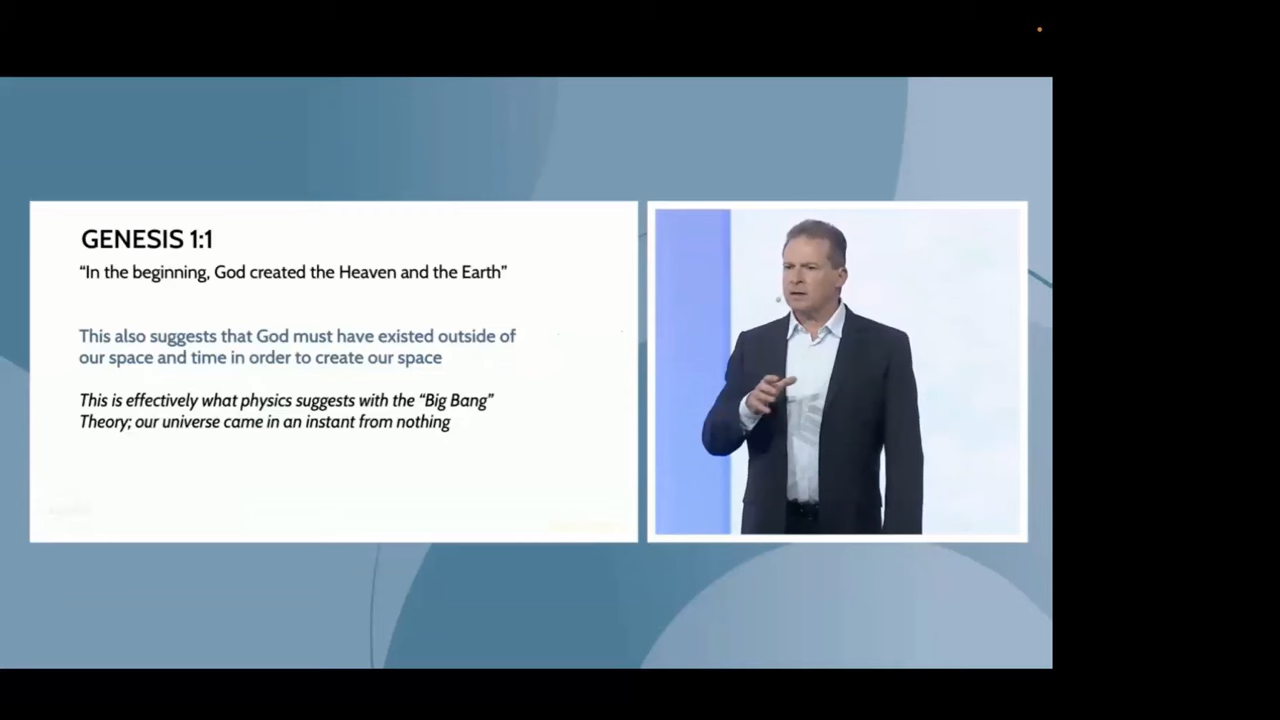 GENESIS 1:1
“In the beginning, God created the Heaven and the Earth”
This also suggests that God must have existed outside of
our space and time in order to create our space
This is effectively what physics suggests with the “Big Bang”
Theory; our universe came in an instant from nothing